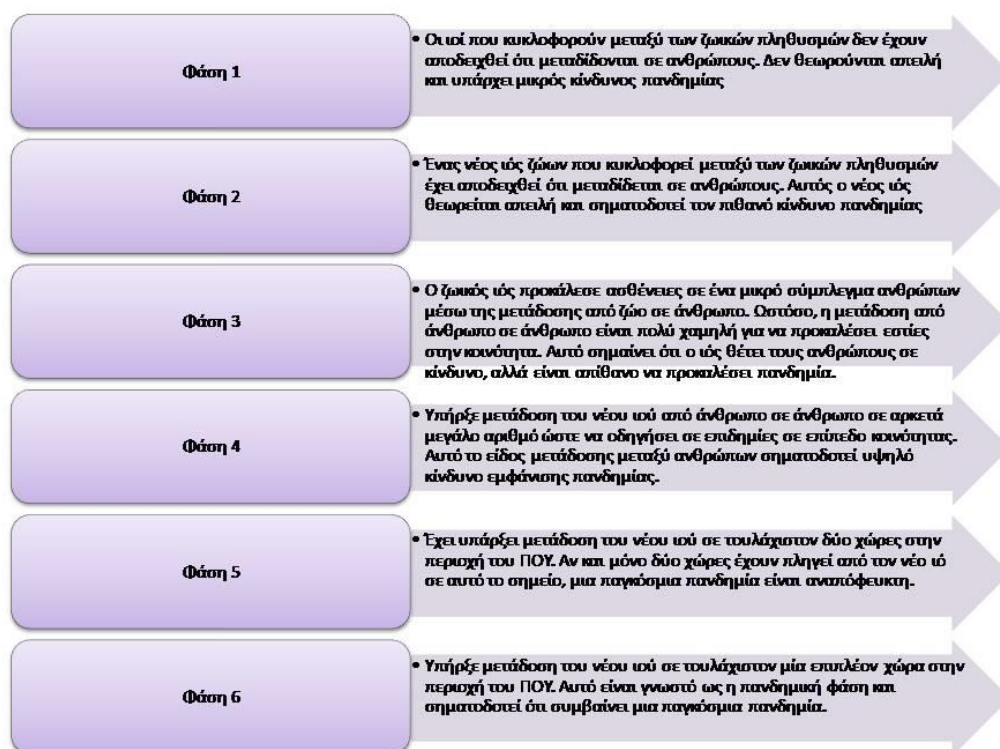 Φάση 1
• Οι ιοί που κυκλοφορούν μεταξύ των ζωικών πληθυσμών δεν έχουν
αποδειχθεί ότι μεταδίδονται σε ανθρώπους. Δεν θεωρούνται απειλή
και υπάρχει μικρός κίνδυνος πανδημίας
Φάση 2
• Ένας νέος ιός ζώων που κυκλοφορεί μεταξύ των ζωικών πληθυσμών
έχει αποδειχθεί ότι μεταδίδεται σε ανθρώπους. Αυτός ο νέος ιός
θεωρείται απειλή και σηματοδοτεί τον πιθανό κίνδυνο πανδημίας
Φάση 3
• Ο ζωικός ιός προκάλεσε ασθένειες σε ένα μικρό σύμπλεγμα ανθρώπων
μέσω της μετάδοσης από ζώο σε άνθρωπο. Ωστόσο, η μετάδοση από
άνθρωπο σε άνθρωπο είναι πολύ χαμηλή για να προκαλέσει εστίες
στην κοινότητα. Αυτό σημαίνει ότι ο ιός θέτει τους ανθρώπους σε
κίνδυνο, αλλά είναι απίθανο να προκαλέσει πανδημία.
Φάση 4
• Υπήρξε μετάδοση του νέου ιού από άνθρωπο σε άνθρωπο σε αρκετά
μεγάλο αριθμό ώστε να οδηγήσει σε επιδημίες σε επίπεδο κοινότητας.
Αυτό το είδος μετάδοσης μεταξύ ανθρώπων σηματοδοτεί υψηλό
κίνδυνο εμφάνισης πανδημίας.
Φάση 5
• Έχει υπάρξει μετάδοση του νέου ιού σε τουλάχιστον δύο χώρες στην
περιοχή του ΠΟΥ. Αν και μόνο δύο χώρες έχουν πληγεί από τον νέο ιό
σε αυτό το σημείο, μια παγκόσμια πανδημία είναι αναπόφευκτη.
Φάση 6
• Υπήρξε μετάδοση του νέου ιού σε τουλάχιστον μία επιπλέον χώρα στην
περιοχή του ΠΟΥ. Αυτό είναι γνωστό ως η πανδημική φάση και
σηματοδοτεί ότι συμβαίνει μια παγκόσμια πανδημία.